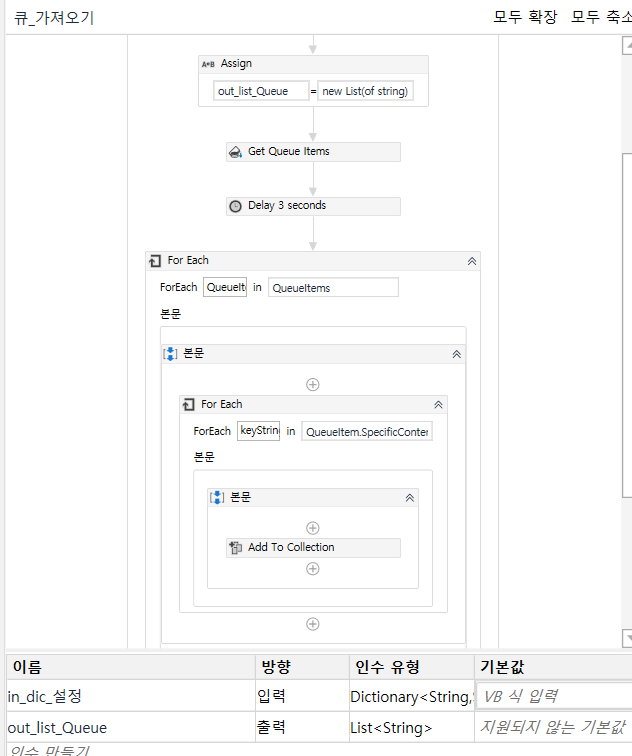 큐_가져오기 모두 확장 모두 축소
A*B Assign
out_list_Queue = new List(of string)
Get Queue Items
Delay 3 seconds
For Each
ForEach QueueIt in QueueItems
본문
본문
For Each
ForEach keyString in QueueItem.SpecificConter
본문
본문
Add To Collection
이름 방향 인수 유형 기본값
in_dic_설정 입력 Dictionary<String, VB 식 입력
out_list_Queue 출력 List<String> 지원되지 않는 기본값
인수 만들기